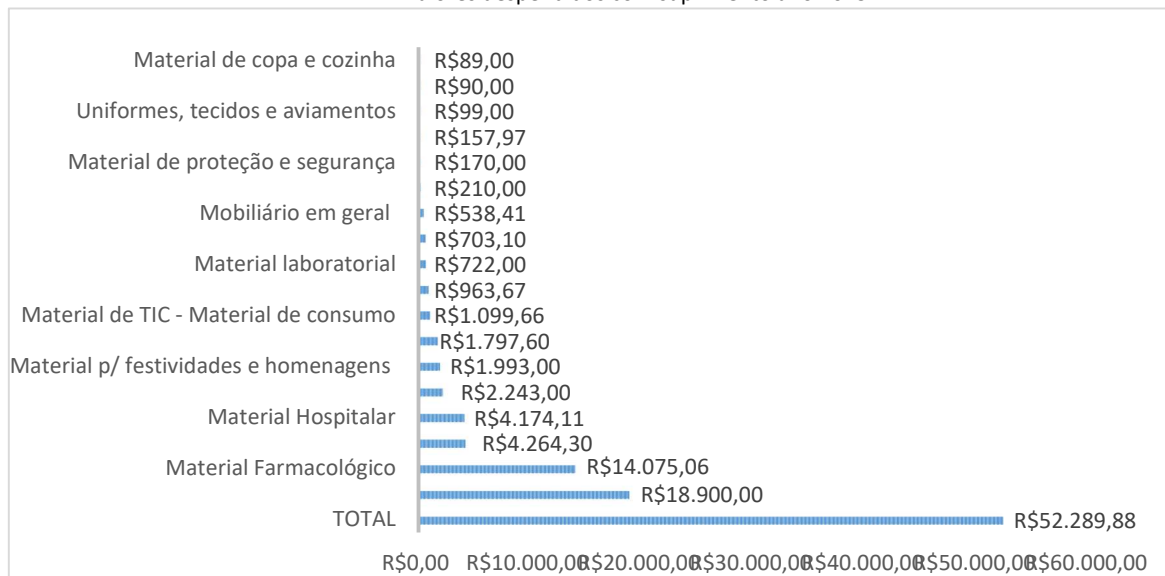 Material de copa e cozinha R$89,00
R$90,00
Uniformes, tecidos e aviamentos R$99,00
R$157,97
Material de proteção e segurança R$170,00
R$210,00
Mobiliário em geral R$538,41
R$703,10
Material laboratorial R$722,00
R$963,67
Material de TIC - Material de consumo R$1.099,66
R$1.797,60
Material p/ festividades e homenagens R$1.993,00
R$2.243,00
Material Hospitalar R$4.174,11
R$4.264,30
Material Farmacológico R$14.075,06
R$18.900,00
TOTAL R$52.289,88
R$0,00 R$10.000,00 R$20.000,00 R$30.000,00 R$40.000,00 R$50.000,00 R$60.000,00